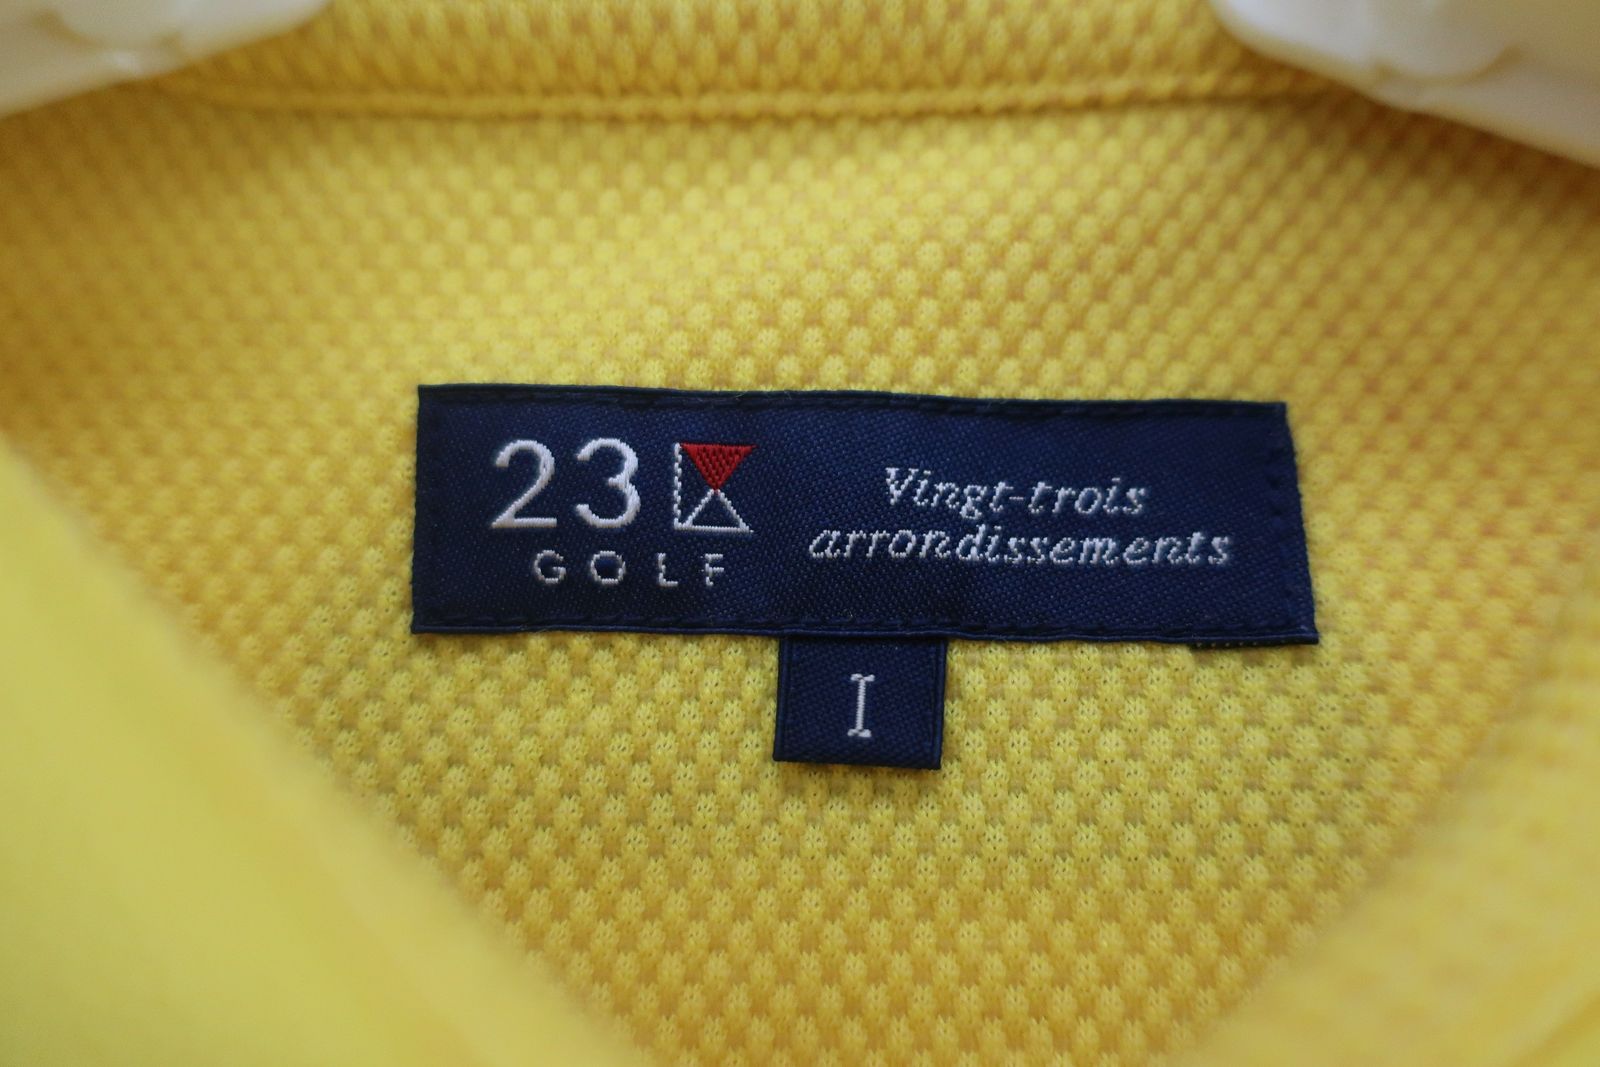 23
GOLF
Vingt-trois
arrondissements
I